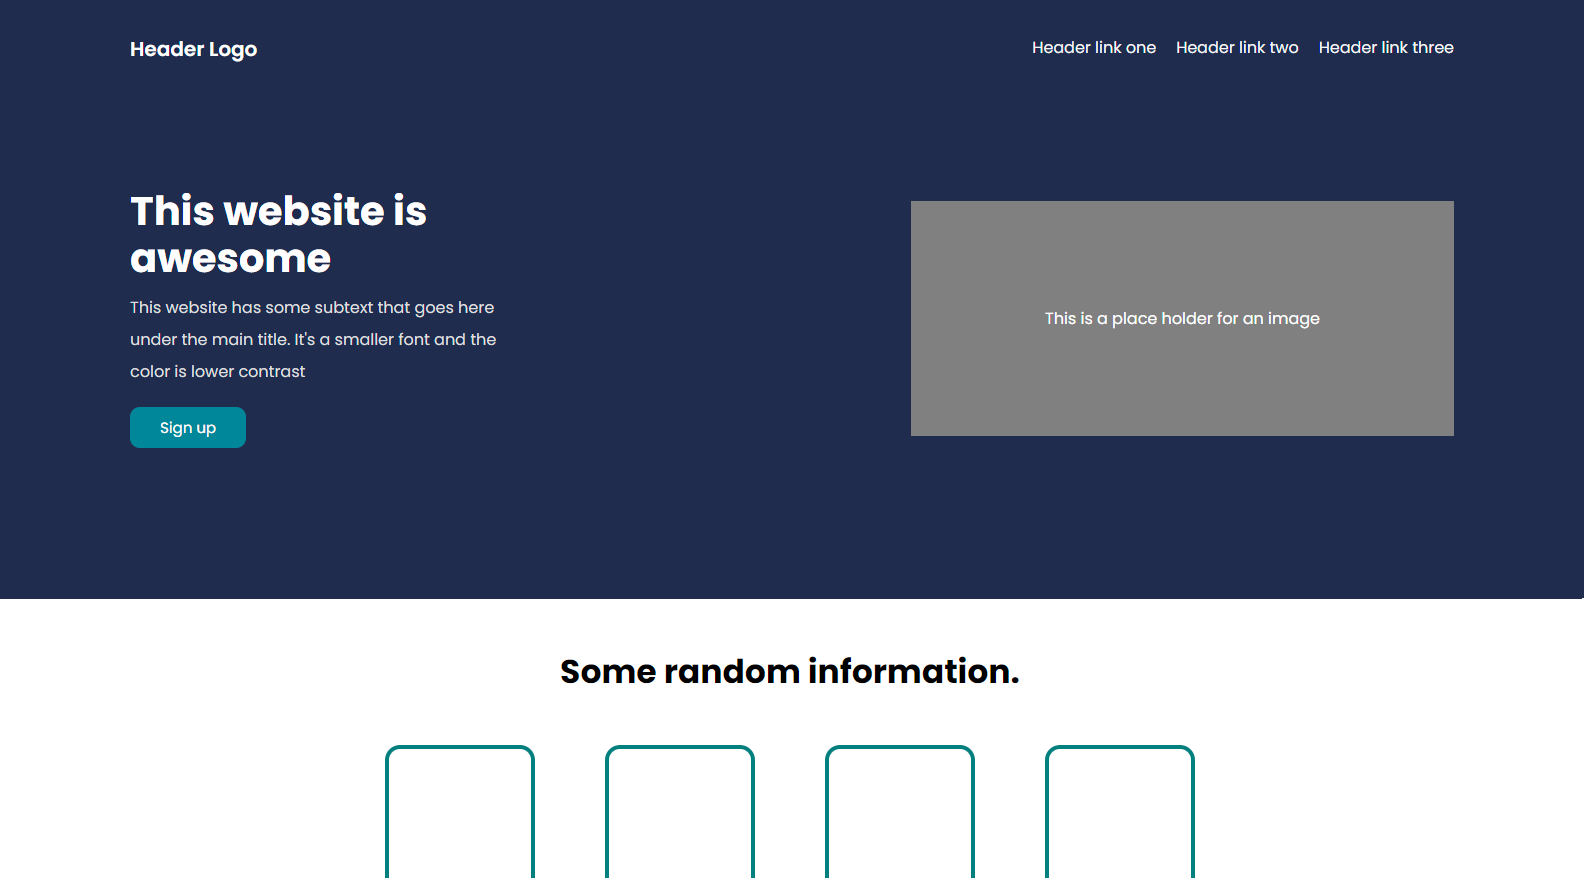 Header Logo
Header link one
Header link two
Header link three
This website is
awesome
This website has some subtext that goes here
under the main title. It's a smaller font and the
color is lower contrast
Sign up
This is a place holder for an image
Some random information.